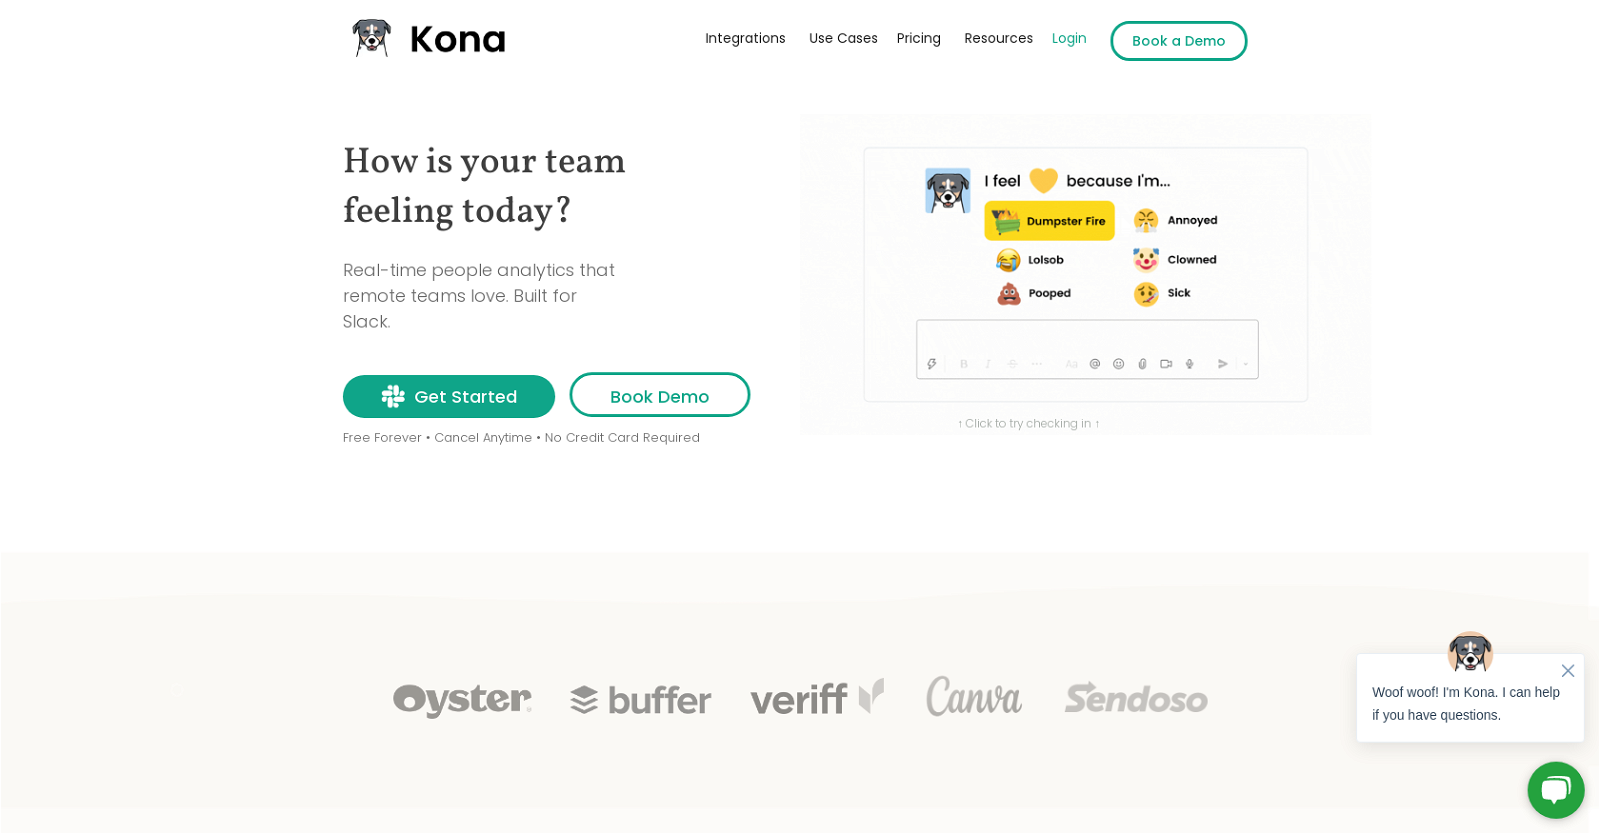 Kona
Integrations Use Cases Pricing Resources Login Book a Demo
How is your team
feeling today?
Real-time people analytics that
remote teams love. Built for
Slack.
Get Started Book Demo
Free Forever • Cancel Anytime • No Credit Card Required
I feel 💛 because I'm...
Dumpster Fire Annoyed
Lolsob Clowned
Pooped Sick
B I S Aa @
↑ Click to try checking in ↑
Oyster® buffer veriff Canva Sendoso
Woof woof! I'm Kona. I can help
if you have questions.